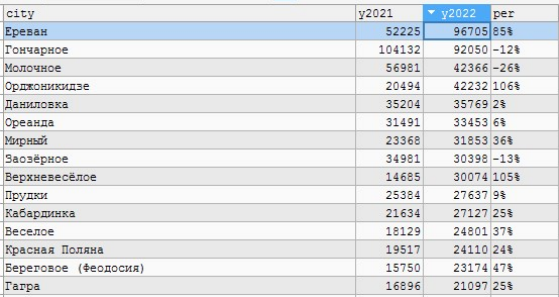 city y2021 y2022 per
Ереван 52225 96705 85%
Гончарное 104132 92050 -12%
Молочное 56981 42366 -26%
Орджоникидзе 20494 42232 106%
Даниловка 35204 35769 2%
Ореанда 31491 33453 6%
Мирный 23368 31853 36%
Заозёрное 34981 30398 -13%
Верхневесёлое 14685 30074 105%
Прудки 25384 27637 9%
Кабардинка 21634 27127 25%
Веселое 18129 24801 37%
Красная Поляна 19517 24110 24%
Береговое (Феодосия) 15750 23174 47%
Гагра 16896 21097 25%